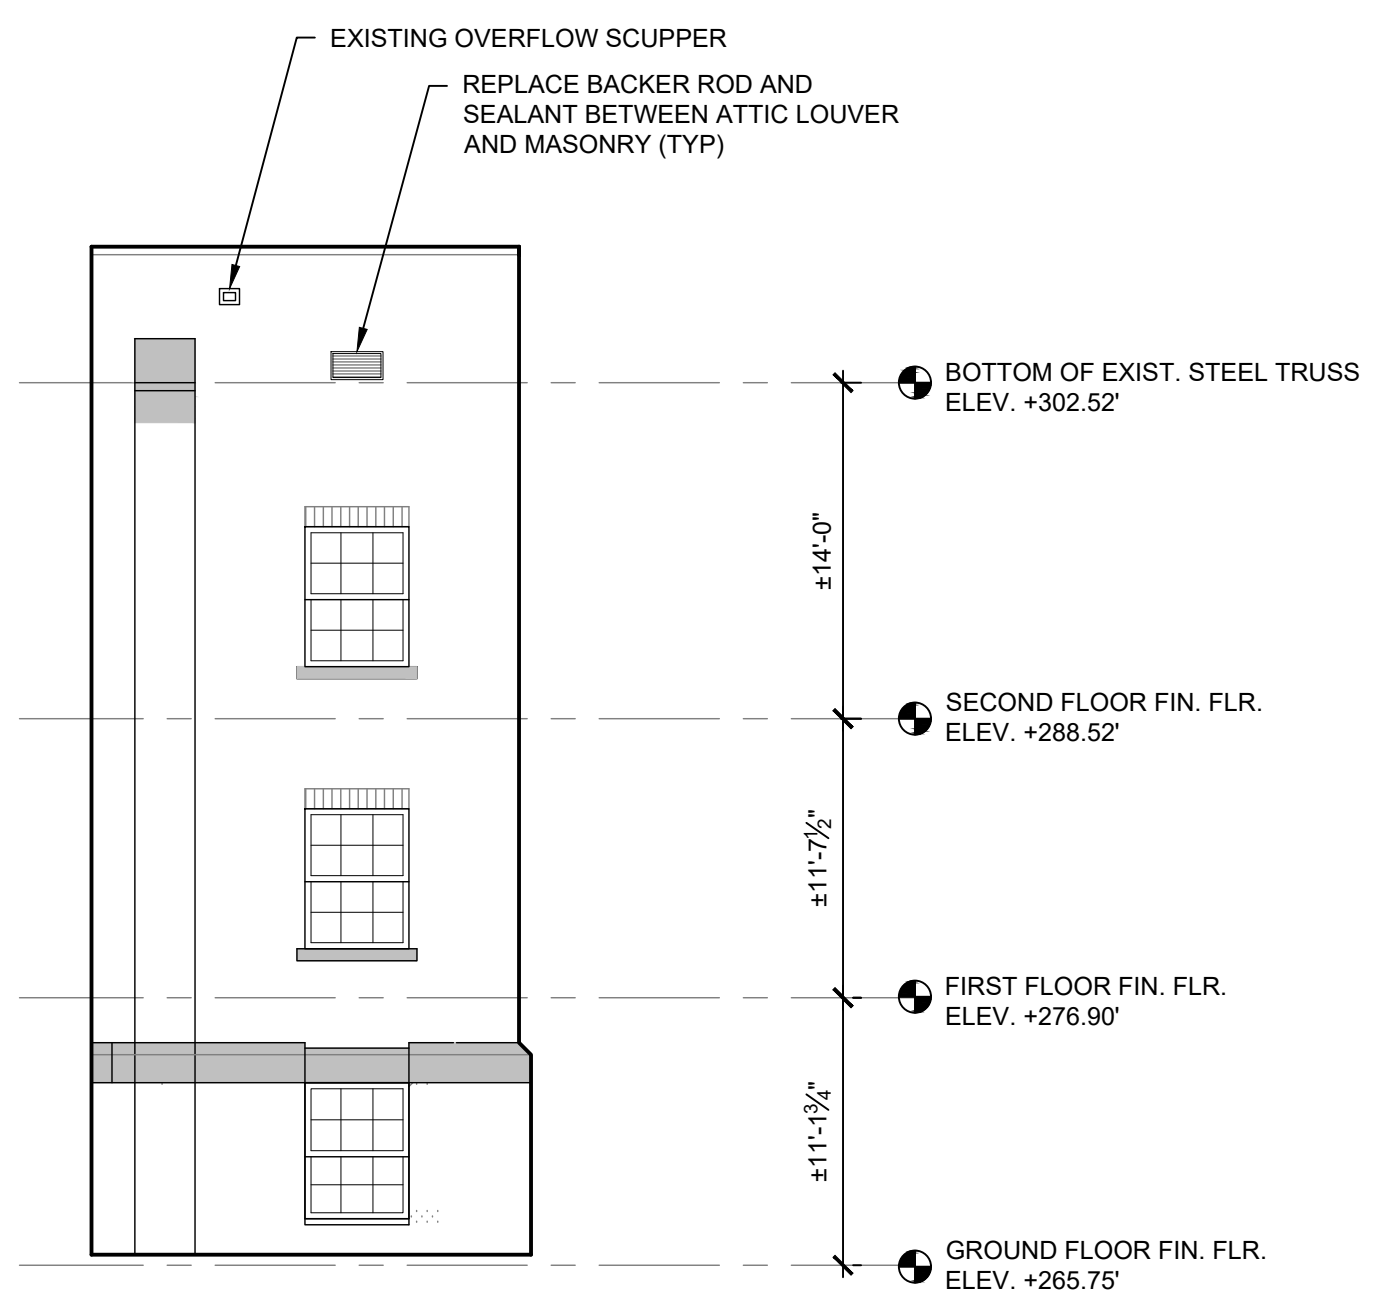 EXISTING OVERFLOW SCUPPER
REPLACE BACKER ROD AND
SEALANT BETWEEN ATTIC LOUVER
AND MASONRY (TYP)
BOTTOM OF EXIST. STEEL TRUSS
ELEV. +302.52'
±14'-0"
SECOND FLOOR FIN. FLR.
ELEV. +288.52'
±11'-7½"
FIRST FLOOR FIN. FLR.
ELEV. +276.90'
±11'-1¾"
GROUND FLOOR FIN. FLR.
ELEV. +265.75'